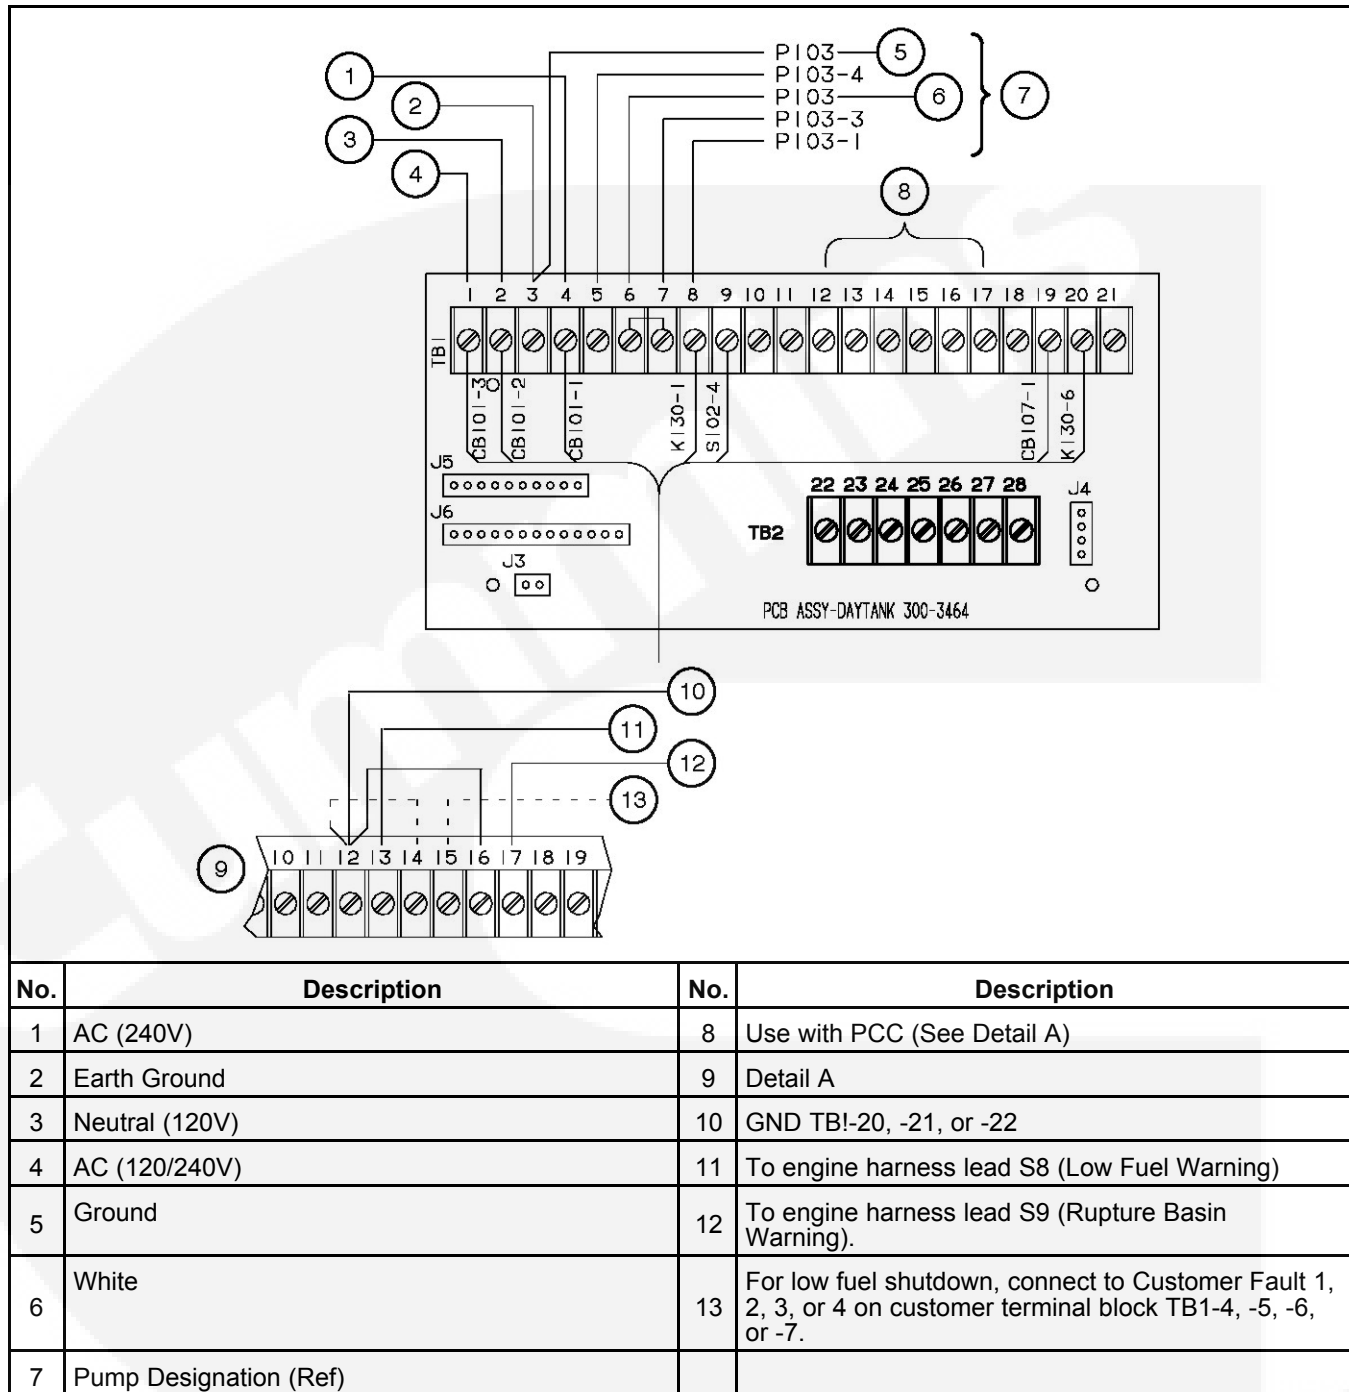 1
2
3
4
P103 5
P103-4
P103 6
P103-3
P103-1
7
8
1 2 3 4 5 6 7 8 9 10 11 12 13 14 15 16 17 18 19 20 21
TB1
CB101-3
CB101-2
CB101-1
K130-1
S102-4
CB107-1
K130-6
J5
J6
J3
22 23 24 25 26 27 28
TB2
J4
PCB ASSY-DAYTANK 300-3464
10
11
12
13
9
10 11 12 13 14 15 16 17 18 19
cummins
No. Description No. Description
1 AC (240V) 8 Use with PCC (See Detail A)
2 Earth Ground 9 Detail A
3 Neutral (120V) 10 GND TB!-20, -21, or -22
4 AC (120/240V) 11 To engine harness lead S8 (Low Fuel Warning)
5 Ground 12 To engine harness lead S9 (Rupture Basin
Warning).
6 White 13 For low fuel shutdown, connect to Customer Fault 1,
2, 3, or 4 on customer terminal block TB1-4, -5, -6,
or -7.
7 Pump Designation (Ref)